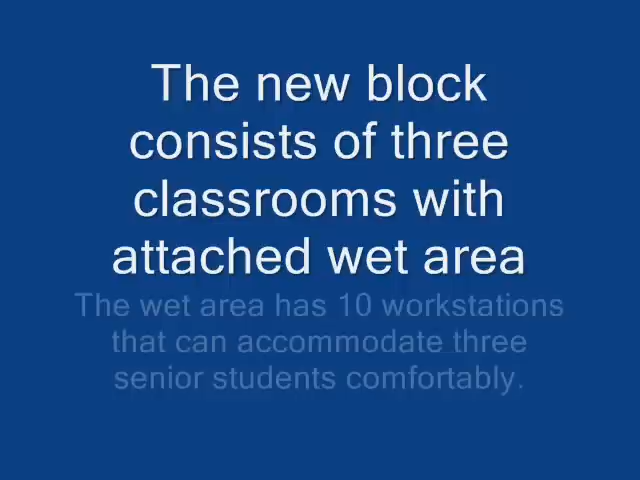 The new block
consists of three
classrooms with
attached wet area
The wet area has 10 workstations
that can accommodate three
senior students comfortably.